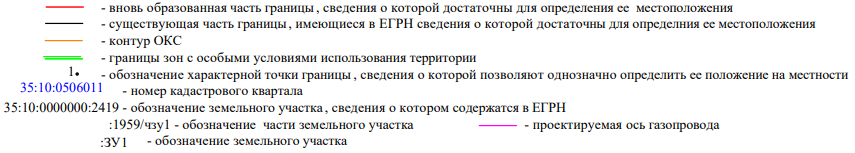 - вновь образованная часть границы, сведения о которой достаточны для определения ее местоположения
- существующая часть границы, имеющиеся в ЕГРН сведения о которой достаточны для определния ее местоположения
- контур ОКС
- границы зон с особыми условиями использования территории
1. - обозначение характерной точки границы, сведения о которой позволяют однозначно определить ее положение на местности
35:10:0506011 - номер кадастрового квартала
35:10:0000000:2419 - обозначение земельного участка, сведения о котором содержатся в ЕГРН
:1959/чзу1 - обозначение части земельного участка - проектируемая ось газопровода
:ЗУ1 - обозначение земельного участка